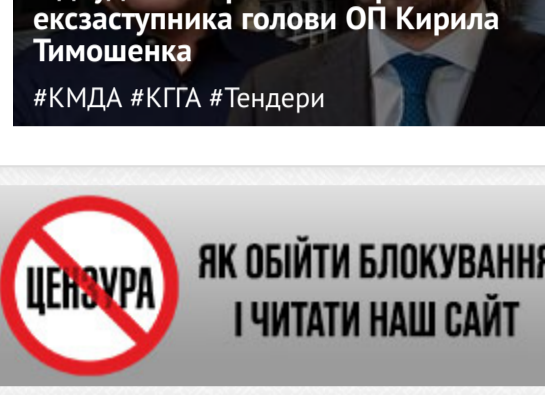 ексзаступника голови ОП Кирила
Тимошенка
#КМДА #КГГА #Тендери
ЦЕНЗУРА
ЯК ОБІЙТИ БЛОКУВАННЯ
І ЧИТАТИ НАШ САЙТ